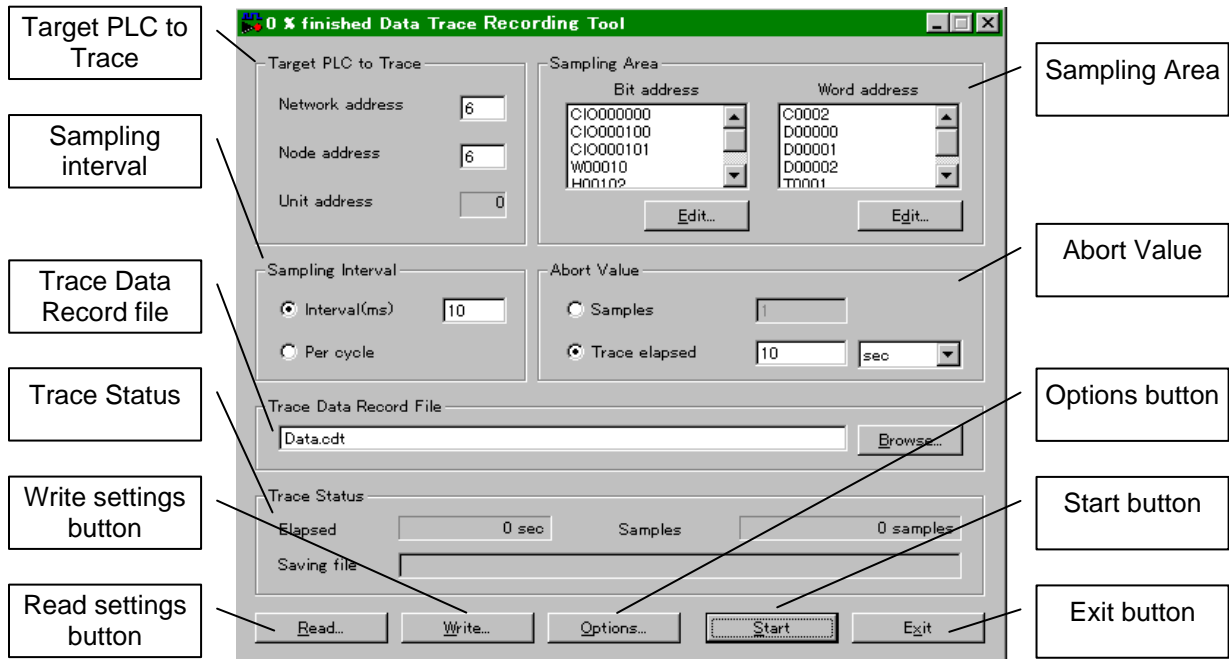 Target PLC to
Trace
Sampling
interval
Trace Data
Record file
Trace Status
Write settings
button
Read settings
button
0 % finished Data Trace Recording Tool
Target PLC to Trace
Network address 6
Node address 6
Unit address 0
Sampling Area
Bit address
CIO000000
CIO000100
CIO000101
W00010
H00102
Edit...
Word address
C0002
D00000
D00001
D00002
T0001
Edit...
Sampling Interval
Interval(ms) 10
Per cycle
Abort Value
Samples 1
Trace elapsed 10 sec
Trace Data Record File
Data.cdt Browse...
Trace Status
Elapsed 0 sec Samples 0 samples
Saving file
Read... Write... Options... Start Exit
Sampling Area
Abort Value
Options button
Start button
Exit button